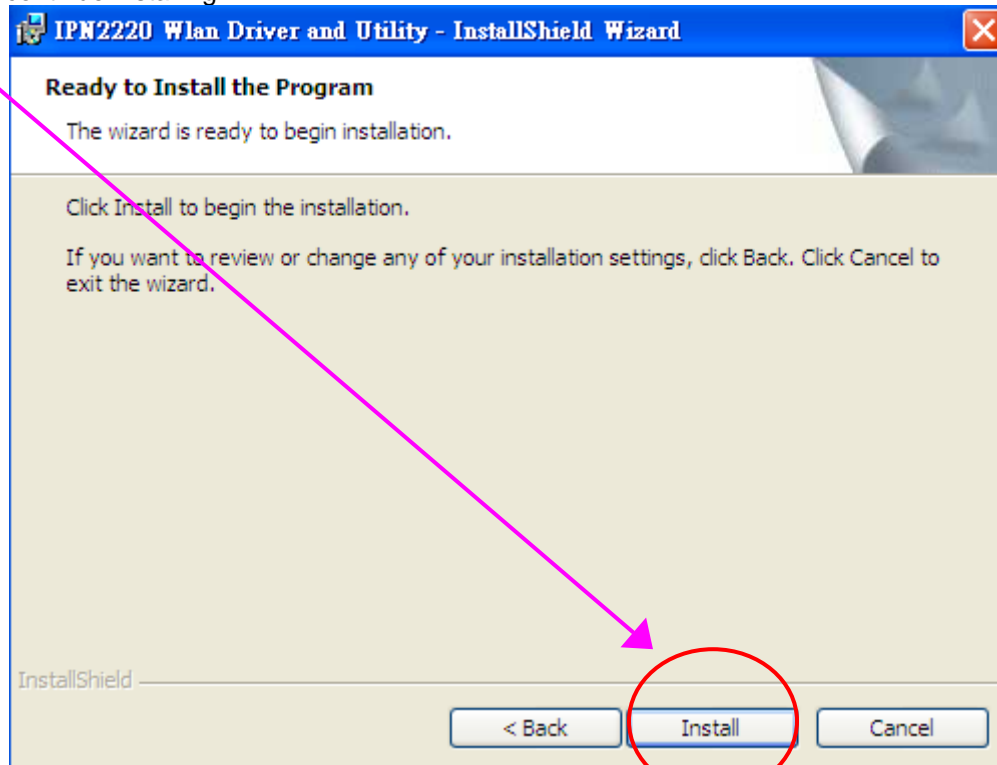 IPN2220 Wlan Driver and Utility - InstallShield Wizard
Ready to Install the Program
The wizard is ready to begin installation.
Click Install to begin the installation.
If you want to review or change any of your installation settings, click Back. Click Cancel to
exit the wizard.
InstallShield
< Back Install Cancel